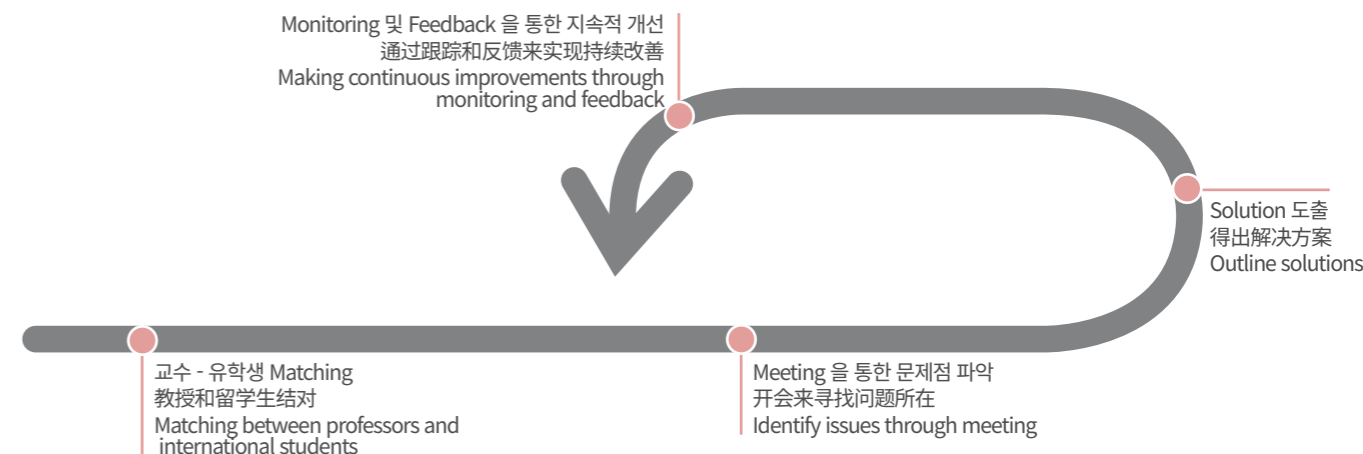 Monitoring 및 Feedback 을 통한 지속적 개선
通过跟踪和反馈来实现持续改善
Making continuous improvements through
monitoring and feedback
Solution 도출
得出解决方案
Outline solutions
교수 - 유학생 Matching
教授和留学生结对
Matching between professors and
international students
Meeting 을 통한 문제점 파악
开会来寻找问题所在
Identify issues through meeting